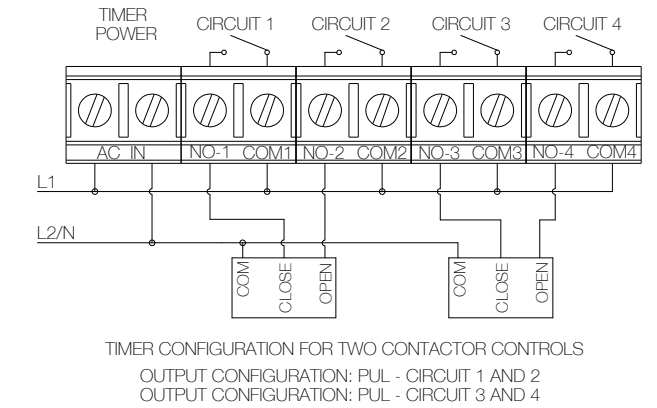 TIMER
POWER
CIRCUIT 1
CIRCUIT 2
CIRCUIT 3
CIRCUIT 4
AC IN
NO-1
COM1
NO-2
COM2
NO-3
COM3
NO-4
COM4
L1
L2/N
COM
CLOSE
OPEN
COM
CLOSE
OPEN
TIMER CONFIGURATION FOR TWO CONTACTOR CONTROLS
OUTPUT CONFIGURATION: PUL - CIRCUIT 1 AND 2
OUTPUT CONFIGURATION: PUL - CIRCUIT 3 AND 4